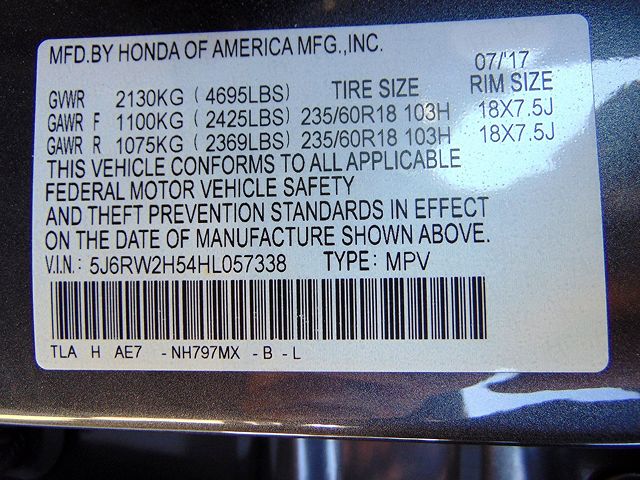 MFD.BY HONDA OF AMERICA MFG.,INC.
07/'17
GVWR 2130KG (4695LBS) TIRE SIZE RIM SIZE
GAWR F 1100KG (2425LBS) 235/60R18 103H 18X7.5J
GAWR R 1075KG (2369LBS) 235/60R18 103H 18X7.5J
THIS VEHICLE CONFORMS TO ALL APPLICABLE
FEDERAL MOTOR VEHICLE SAFETY
AND THEFT PREVENTION STANDARDS IN EFFECT
ON THE DATE OF MANUFACTURE SHOWN ABOVE.
V.I.N: 5J6RW2H54HL057338 TYPE: MPV
TLA H AE7 - NH797MX - B - L